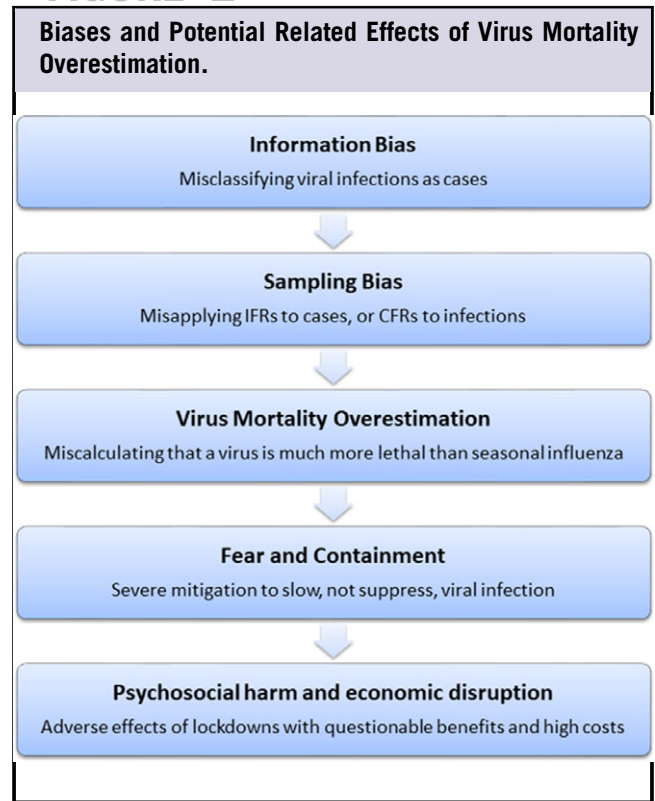 Biases and Potential Related Effects of Virus Mortality
Overestimation.
Information Bias
Misclassifying viral infections as cases
Sampling Bias
Misapplying IFRs to cases, or CFRs to infections
Virus Mortality Overestimation
Miscalculating that a virus is much more lethal than seasonal influenza
Fear and Containment
Severe mitigation to slow, not suppress, viral infection
Psychosocial harm and economic disruption
Adverse effects of lockdowns with questionable benefits and high costs